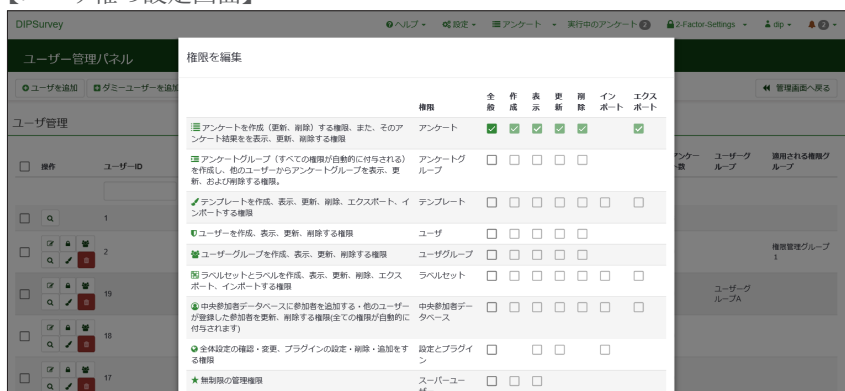 DIPSurvey ヘルプ 設定 アンケート 実行中のアンケート 2 2-Factor-Settings dip 2
ユーザー管理パネル
ユーザを追加 ダミーユーザーを追加 管理画面へ戻る
ユーザ管理
操作 ユーザーID ユーザーグループ 適用される権限グループ
1
2 権限管理グループ1
19 ユーザーグループA
18
17
権限を編集
権限 全般 作成 表示 更新 削除 インポート エクスポート
アンケートを作成(更新、削除)する権限、また、そのア アンケート
ンケート結果をを表示、更新、削除する権限
アンケートグループ(すべての権限が自動的に付与される) アンケートグ
を作成し、他のユーザーからアンケートグループを表示、更 ループ
新、および削除する権限。
テンプレートを作成、表示、更新、削除、エクスポート、イ テンプレート
ンポートする権限
ユーザーを作成、表示、更新、削除する権限 ユーザ
ユーザーグループを作成、表示、更新、削除する権限 ユーザグループ
ラベルセットとラベルを作成、表示、更新、削除、エクス ラベルセット
ポート、インポートする権限
中央参加者データベースに参加者を追加する・他のユーザー 中央参加者デー
が登録した参加者を更新、削除する権限(全ての権限が自動的に タベース
付与されます)
全体設定の確認・変更、プラグインの設定・削除・追加をす 設定とプラグイ
る権限 ン
無制限の管理権限 スーパーユー